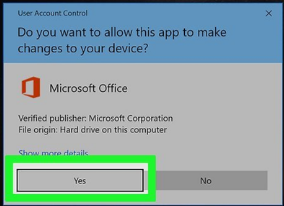 User Account Control
Do you want to allow this app to make
changes to your device?
Microsoft Office
Verified publisher: Microsoft Corporation
File origin: Hard drive on this computer
Show more details
Yes
No